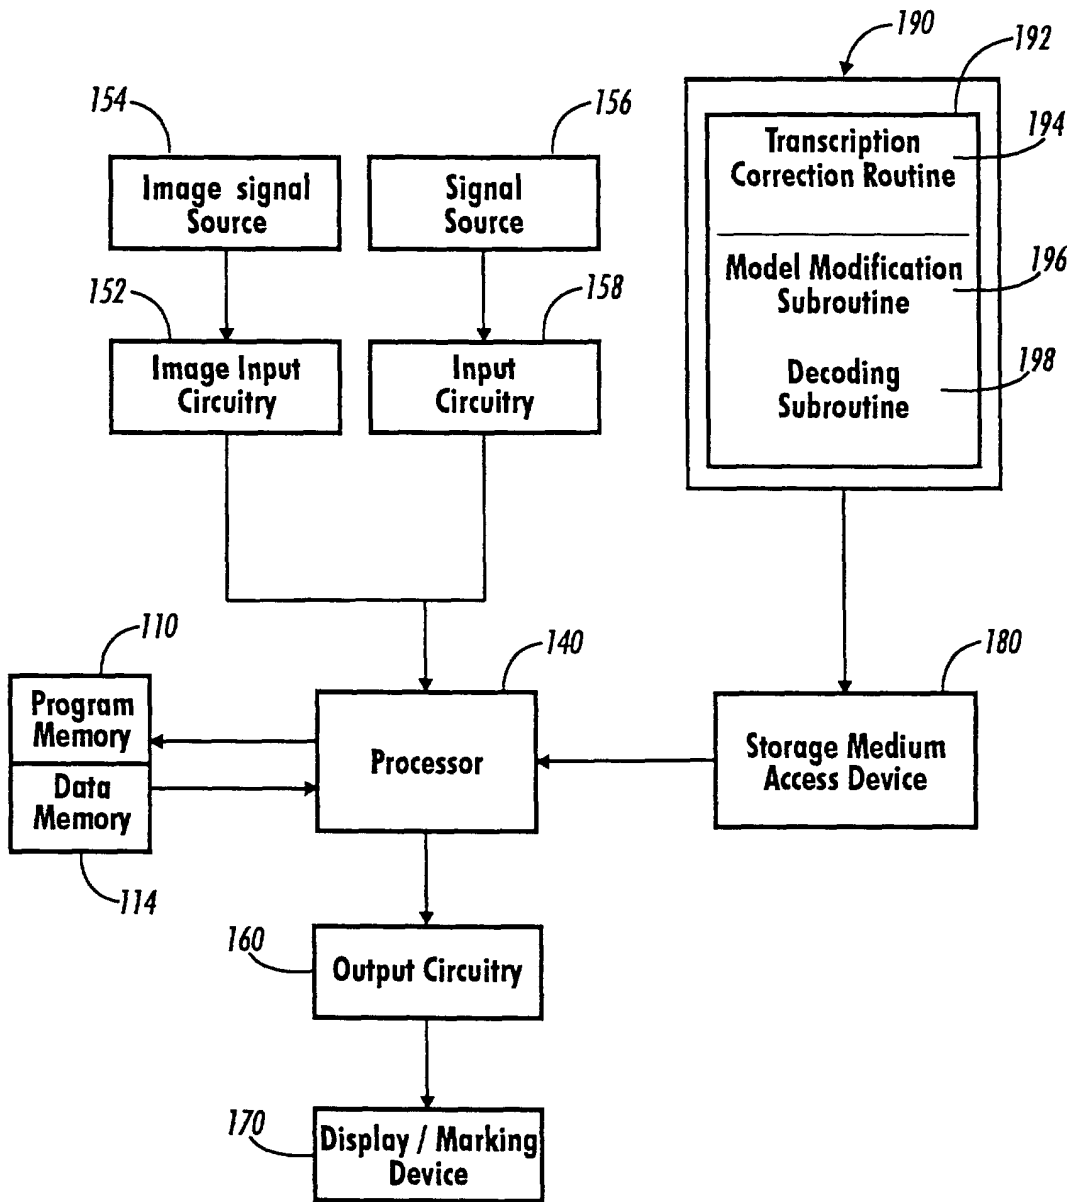 190
192
154
156
194
Transcription
Correction Routine
Image signal
Source
Signal
Source
196
Model Modification
Subroutine
152
158
198
Image Input
Circuitry
Input
Circuitry
Decoding
Subroutine
110
140
180
Program
Memory
Processor
Storage Medium
Access Device
Data
Memory
114
160
Output Circuitry
170
Display / Marking
Device